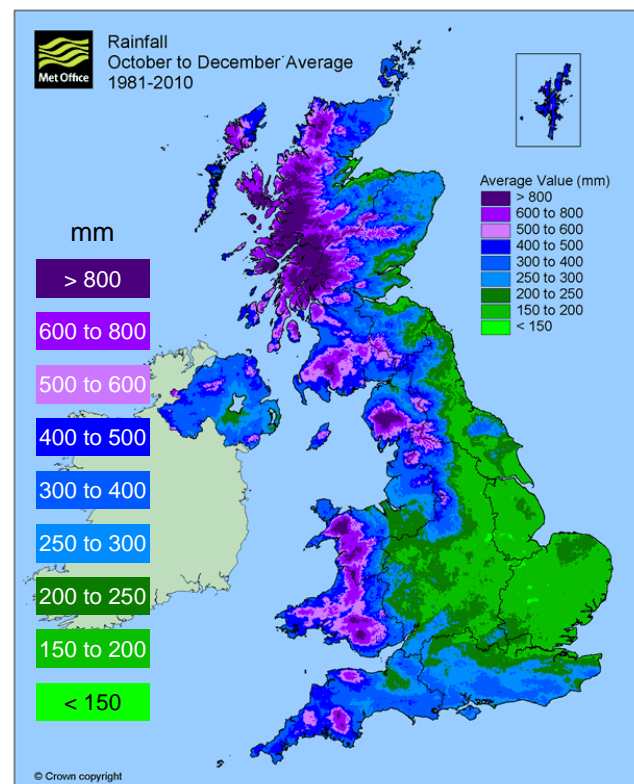 Met Office
Rainfall
October to December Average
1981-2010
mm
> 800
600 to 800
500 to 600
400 to 500
300 to 400
250 to 300
200 to 250
150 to 200
< 150
Average Value (mm)
> 800
600 to 800
500 to 600
400 to 500
300 to 400
250 to 300
200 to 250
150 to 200
< 150
© Crown copyright